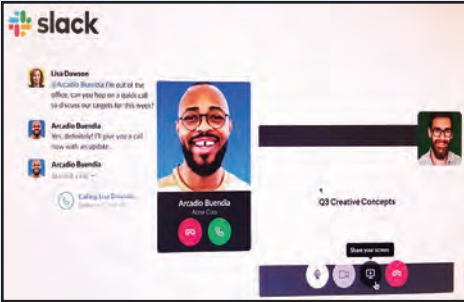 slack
Lisa Dawson
@Arcadio Buendia I'm out of the
office, can you hop on a quick call
to discuss our targets for this week?
Arcadio Buendia
Yes, definitely! I'll give you a call
now with an update.
Arcadio Buendia
Started a call
Calling Lisa Dawson...
Arcadio Buendia
Acme Corp
Q3 Creative Concepts
Share your screen